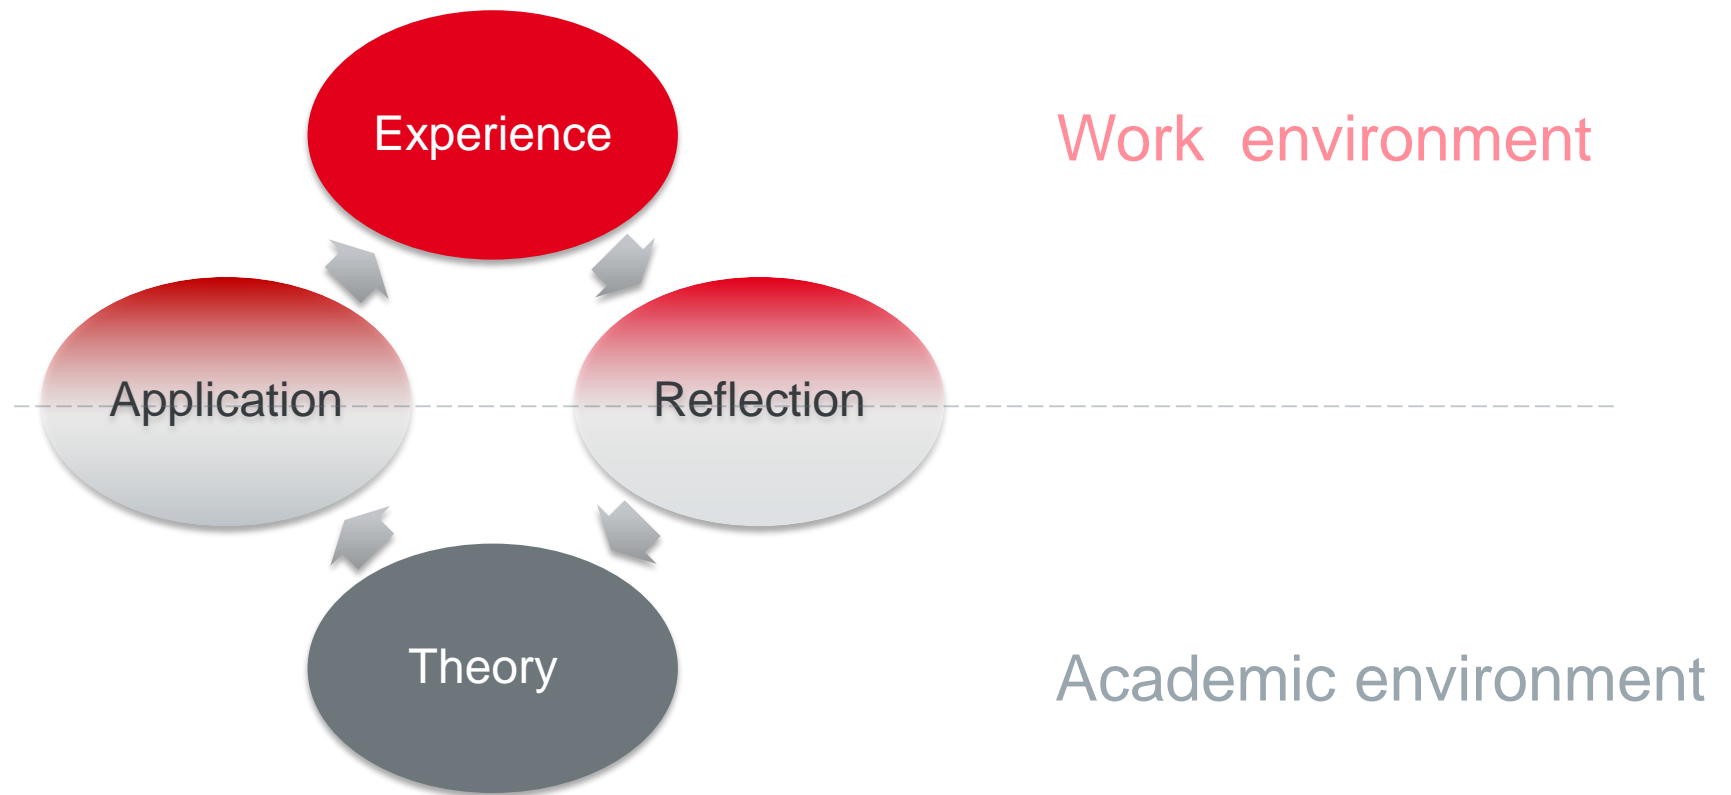 Experience
Work  environment
Application
Reflection
Theory
Academic environment